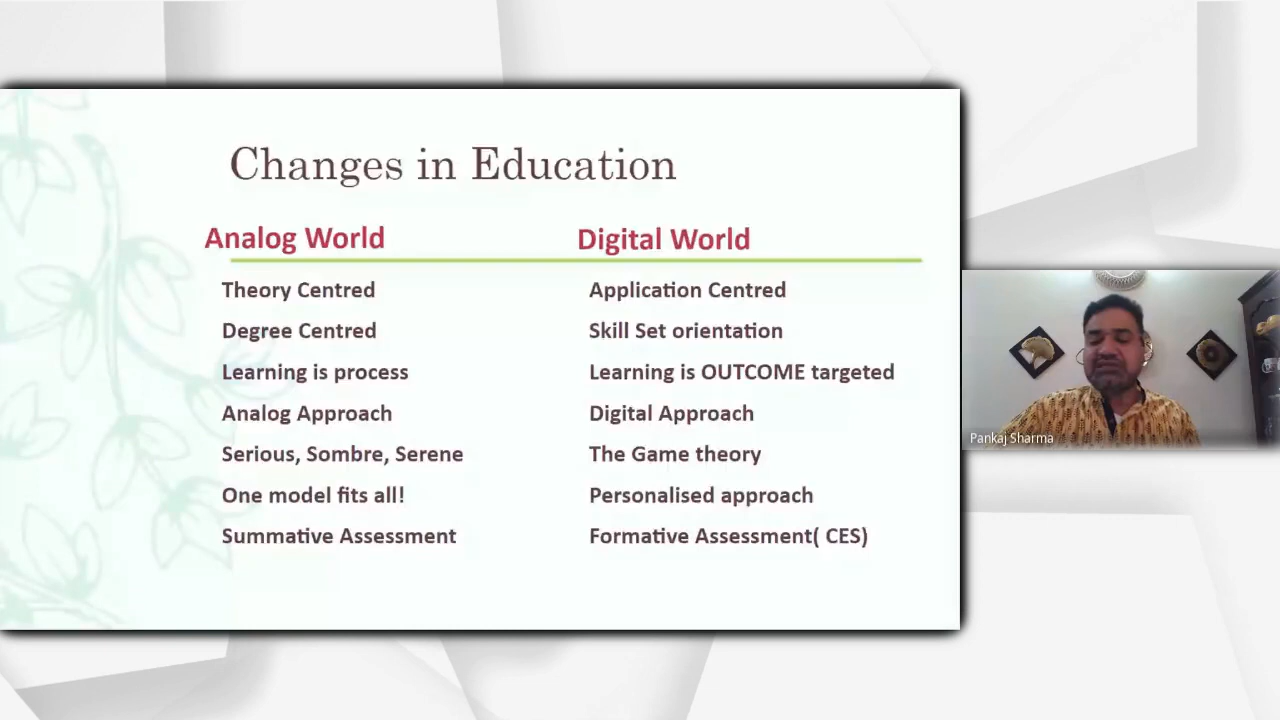 Changes in Education
Analog World Digital World
Theory Centred Application Centred
Degree Centred Skill Set orientation
Learning is process Learning is OUTCOME targeted
Analog Approach Digital Approach
Serious, Sombre, Serene The Game theory
One model fits all! Personalised approach
Summative Assessment Formative Assessment( CES)
Pankaj Sharma